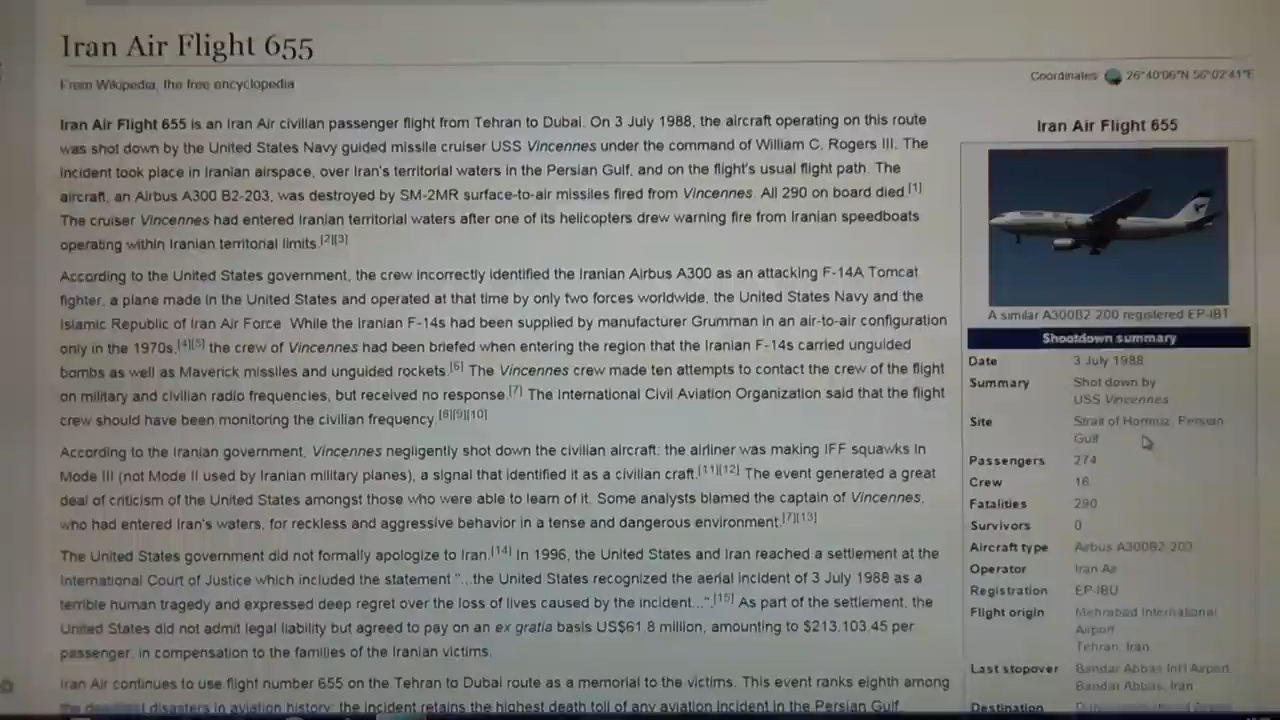 Iran Air Flight 655
From Wikipedia, the free encyclopedia
Coordinates 26°40′06″N 56°02′41″E
Iran Air Flight 655 is an Iran Air civilian passenger flight from Tehran to Dubai. On 3 July 1988, the aircraft operating on this route
was shot down by the United States Navy guided missile cruiser USS Vincennes under the command of William C. Rogers III. The
incident took place in Iranian airspace, over Iran's territorial waters in the Persian Gulf, and on the flight's usual flight path. The
aircraft, an Airbus A300 B2-203, was destroyed by SM-2MR surface-to-air missiles fired from Vincennes. All 290 on board died.[1]
The cruiser Vincennes had entered Iranian territorial waters after one of its helicopters drew warning fire from Iranian speedboats
operating within Iranian territorial limits.[2][3]
According to the United States government, the crew incorrectly identified the Iranian Airbus A300 as an attacking F-14A Tomcat
fighter, a plane made in the United States and operated at that time by only two forces worldwide, the United States Navy and the
Islamic Republic of Iran Air Force. While the Iranian F-14s had been supplied by manufacturer Grumman in an air-to-air configuration
only in the 1970s,[4][5] the crew of Vincennes had been briefed when entering the region that the Iranian F-14s carried unguided
bombs as well as Maverick missiles and unguided rockets.[6] The Vincennes crew made ten attempts to contact the crew of the flight
on military and civilian radio frequencies, but received no response.[7] The International Civil Aviation Organization said that the flight
crew should have been monitoring the civilian frequency.[8][9][10]
According to the Iranian government, Vincennes negligently shot down the civilian aircraft: the airliner was making IFF squawks in
Mode III (not Mode II used by Iranian military planes), a signal that identified it as a civilian craft.[11][12] The event generated a great
deal of criticism of the United States amongst those who were able to learn of it. Some analysts blamed the captain of Vincennes,
who had entered Iran's waters, for reckless and aggressive behavior in a tense and dangerous environment.[7][13]
The United States government did not formally apologize to Iran.[14] In 1996, the United States and Iran reached a settlement at the
International Court of Justice which included the statement "...the United States recognized the aerial incident of 3 July 1988 as a
terrible human tragedy and expressed deep regret over the loss of lives caused by the incident...".[15] As part of the settlement, the
United States did not admit legal liability but agreed to pay on an ex gratia basis US$61.8 million, amounting to $213,103.45 per
passenger, in compensation to the families of the Iranian victims.
Iran Air continues to use flight number 655 on the Tehran to Dubai route as a memorial to the victims. This event ranks eighth among
the deadliest disasters in aviation history; the incident retains the highest death toll of any aviation incident in the Persian Gulf.
Iran Air Flight 655
A similar A300B2-200 registered EP-IBT
Shootdown summary
Date 3 July 1988
Summary Shot down by
USS Vincennes
Site Strait of Hormuz, Persian
Gulf
Passengers 274
Crew 16
Fatalities 290
Survivors 0
Aircraft type Airbus A300B2-203
Operator Iran Air
Registration EP-IBU
Flight origin Mehrabad International
Airport
Tehran, Iran
Last stopover Bandar Abbas Int'l Airport,
Bandar Abbas, Iran
Destination